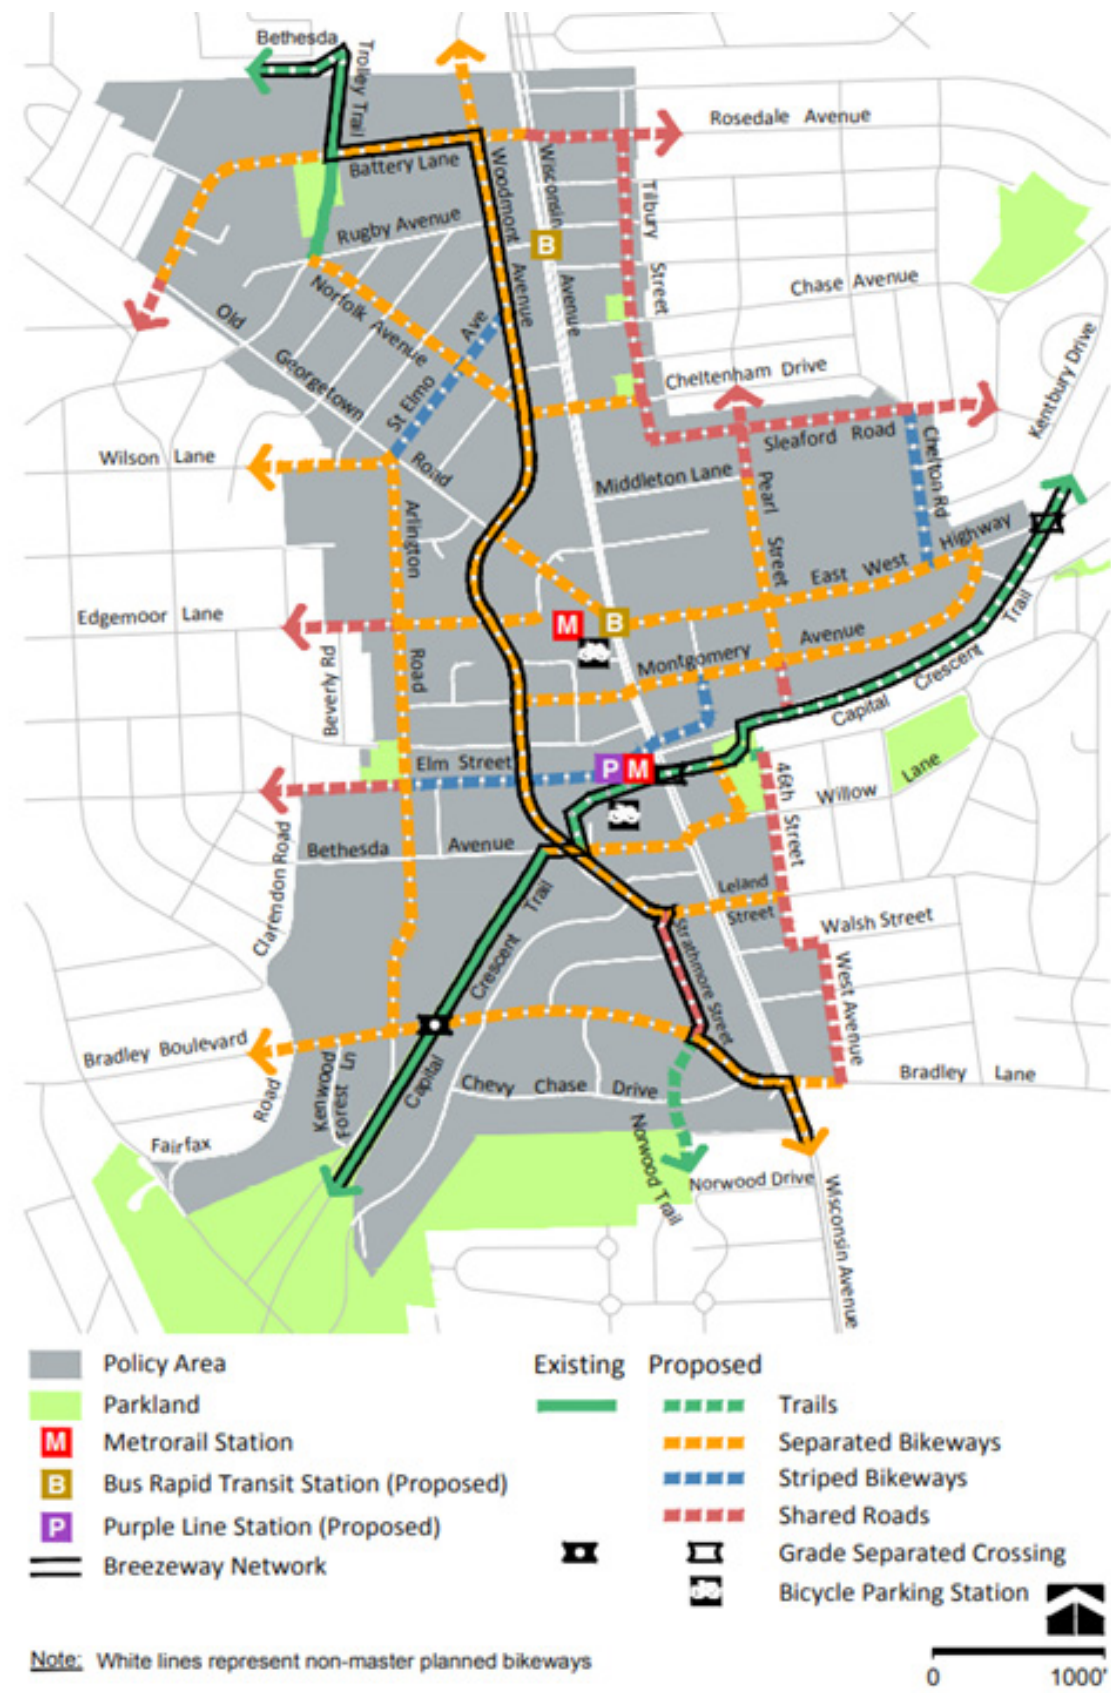 Bethesda
Trolley Trail
Rosedale Avenue
Battery Lane
Woodmont
Avenue
Wisconsin
Avenue
B
Tilbury
Street
Rugby Avenue
Chase Avenue
Norfolk Avenue
Old
Georgetown
Road
St Elmo
Ave
Cheltenham Drive
Kentbury Drive
Sleaford Road
Chelton Rd
Wilson Lane
Middleton Lane
Pearl
Street
Arlington
Road
East West Highway
Edgemoor Lane
M
B
Beverly Rd
Montgomery
Avenue
Capital
Crescent
Trail
Elm Street
P
M
46th
Street
Willow
Lane
Clarendon Road
Bethesda
Avenue
Leland
Street
Walsh Street
Trail
Crescent
Capital
Strathmore Street
West Avenue
Bradley Boulevard
Bradley Lane
Kenwood
Forest Ln
Chevy Chase Drive
Road
Fairfax
Norwood Trail
Norwood Drive
Wisconsin Avenue
Policy Area
Parkland
M Metrorail Station
B Bus Rapid Transit Station (Proposed)
P Purple Line Station (Proposed)
Breezeway Network
Existing Proposed
Trails
Separated Bikeways
Striped Bikeways
Shared Roads
Grade Separated Crossing
Bicycle Parking Station
Note: White lines represent non-master planned bikeways
0 1000'